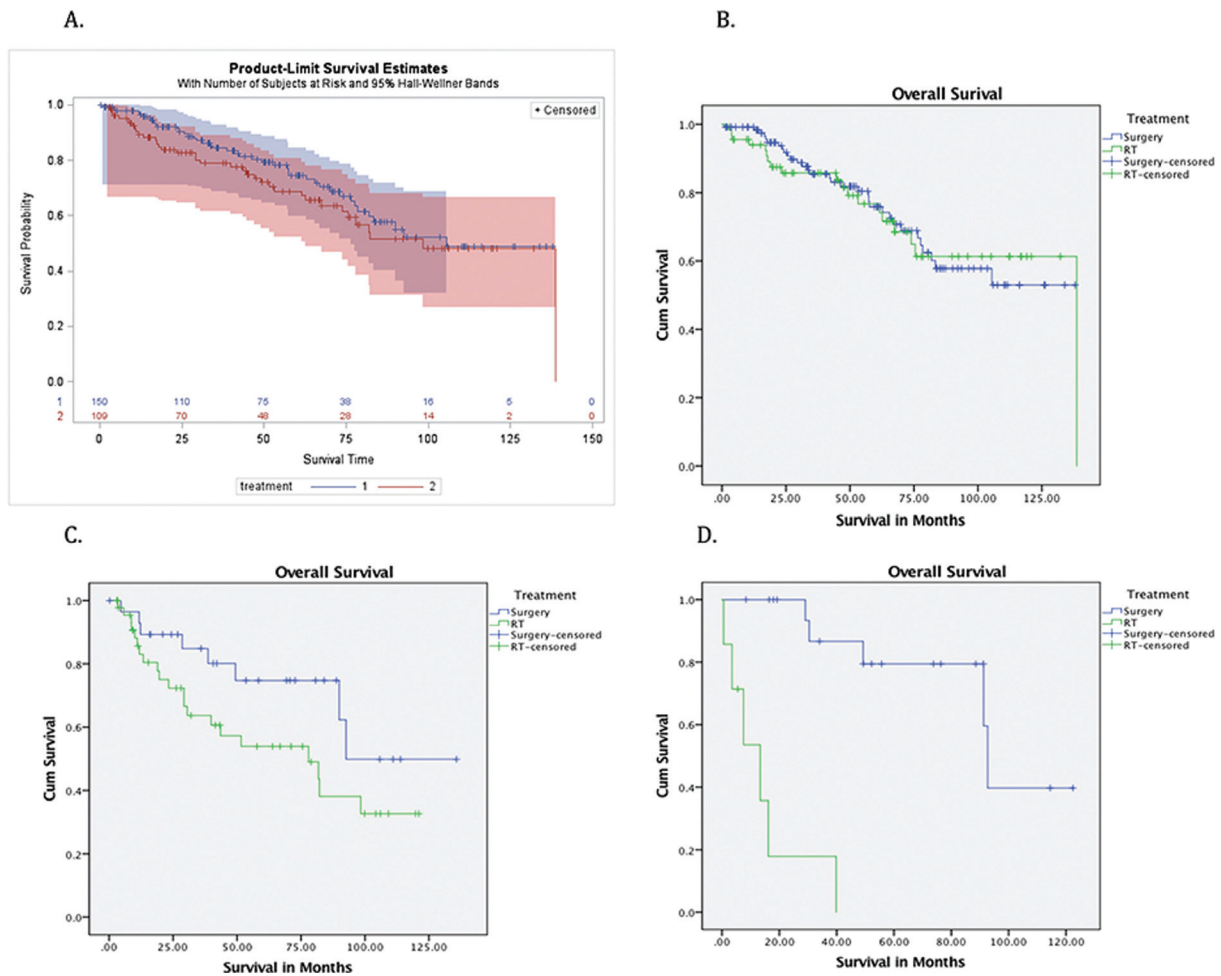 A.
Product-Limit Survival Estimates
With Number of Subjects at Risk and 95% Hall-Wellner Bands
+ Censored
Survival Probability
1.0
0.8
0.6
0.4
0.2
0.0
1 150 110 75 38 16 5 0
2 109 70 48 28 14 2 0
0 25 50 75 100 125 150
Survival Time
treatment 1 2
B.
Overall Surival
Treatment
Surgery
RT
Surgery-censored
RT-censored
Cum Survival
1.0
0.8
0.6
0.4
0.2
0.0
.00 25.00 50.00 75.00 100.00 125.00
Survival in Months
C.
Overall Survival
Treatment
Surgery
RT
Surgery-censored
RT-censored
Cum Survival
1.0
0.8
0.6
0.4
0.2
0.0
.00 25.00 50.00 75.00 100.00 125.00
Survival in Months
D.
Overall Survival
Treatment
Surgery
RT
Surgery-censored
RT-censored
Cum Survival
1.0
0.8
0.6
0.4
0.2
0.0
.00 20.00 40.00 60.00 80.00 100.00 120.00
Survival in Months